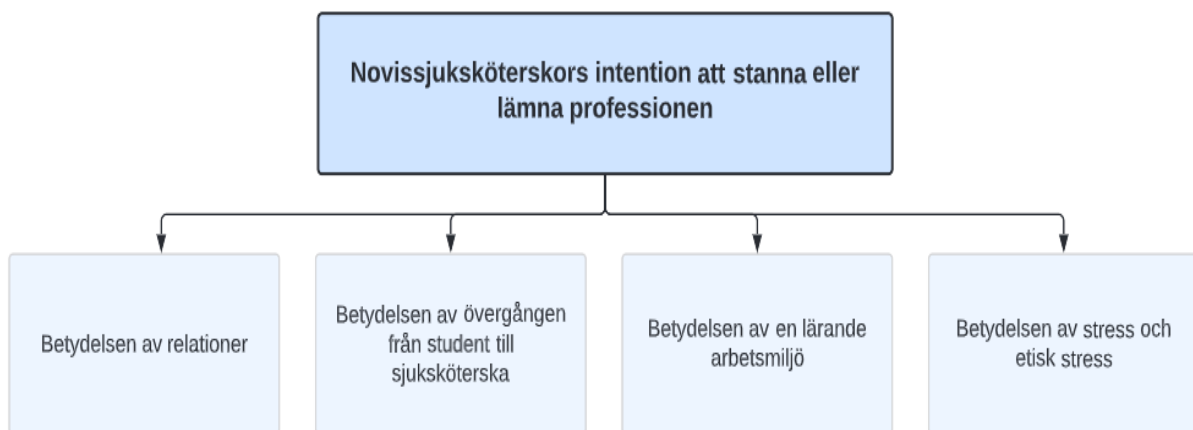 Novissjuksköterskors intention att stanna eller
lämna professionen
Betydelsen av relationer
Betydelsen av övergången
från student till
sjuksköterska
Betydelsen av en lärande
arbetsmiljö
Betydelsen av stress och
etisk stress